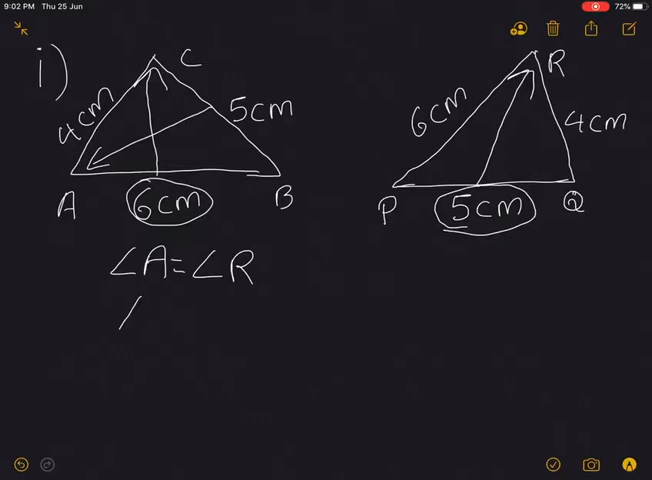 9:02 PM Thu 25 Jun
72%
i)
C
4cm
5cm
A
6cm
B
R
6cm
4cm
P
5cm
Q
∠A=∠R